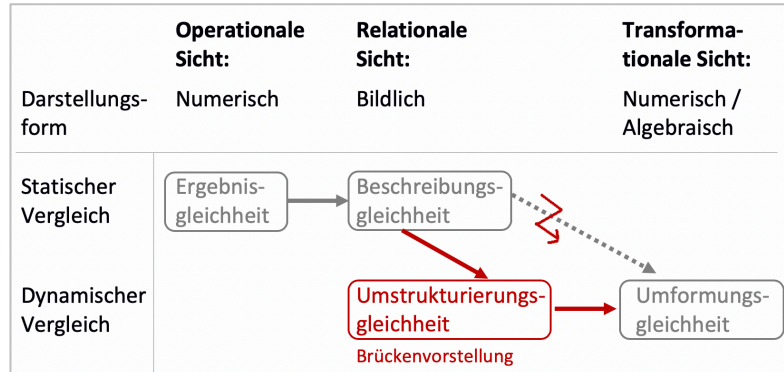 Operationale Relationale Transforma-
Sicht: Sicht: tionale Sicht:
Darstellungs- Numerisch Bildlich Numerisch /
form Algebraisch
Statischer Ergebnis- Beschreibungs-
Vergleich gleichheit gleichheit
Dynamischer Umstrukturierungs- Umformungs-
Vergleich gleichheit gleichheit
Brückenvorstellung